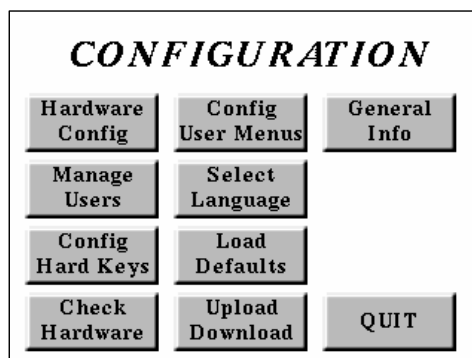 CONFIGURATION
Hardware
Config
Config
User Menus
General
Info
Manage
Users
Select
Language
Config
Hard Keys
Load
Defaults
Check
Hardware
Upload
Download
QUIT